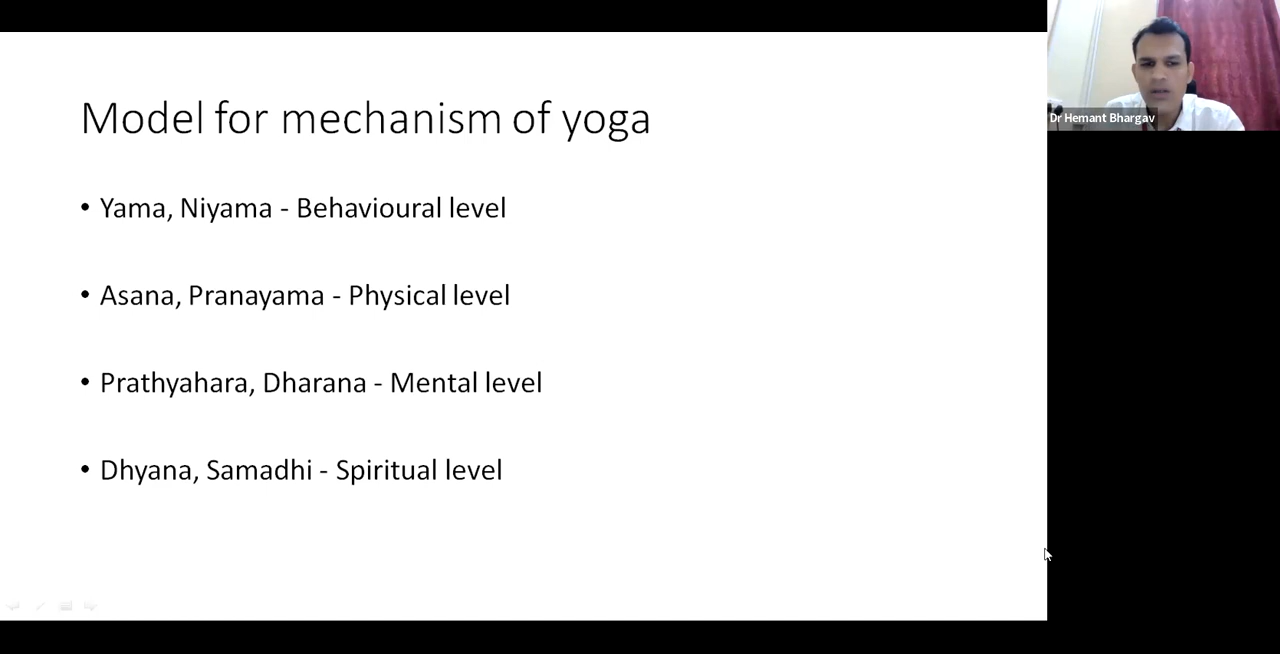 Model for mechanism of yoga
• Yama, Niyama - Behavioural level
• Asana, Pranayama - Physical level
• Prathyahara, Dharana - Mental level
• Dhyana, Samadhi - Spiritual level
Dr Hemant Bhargav